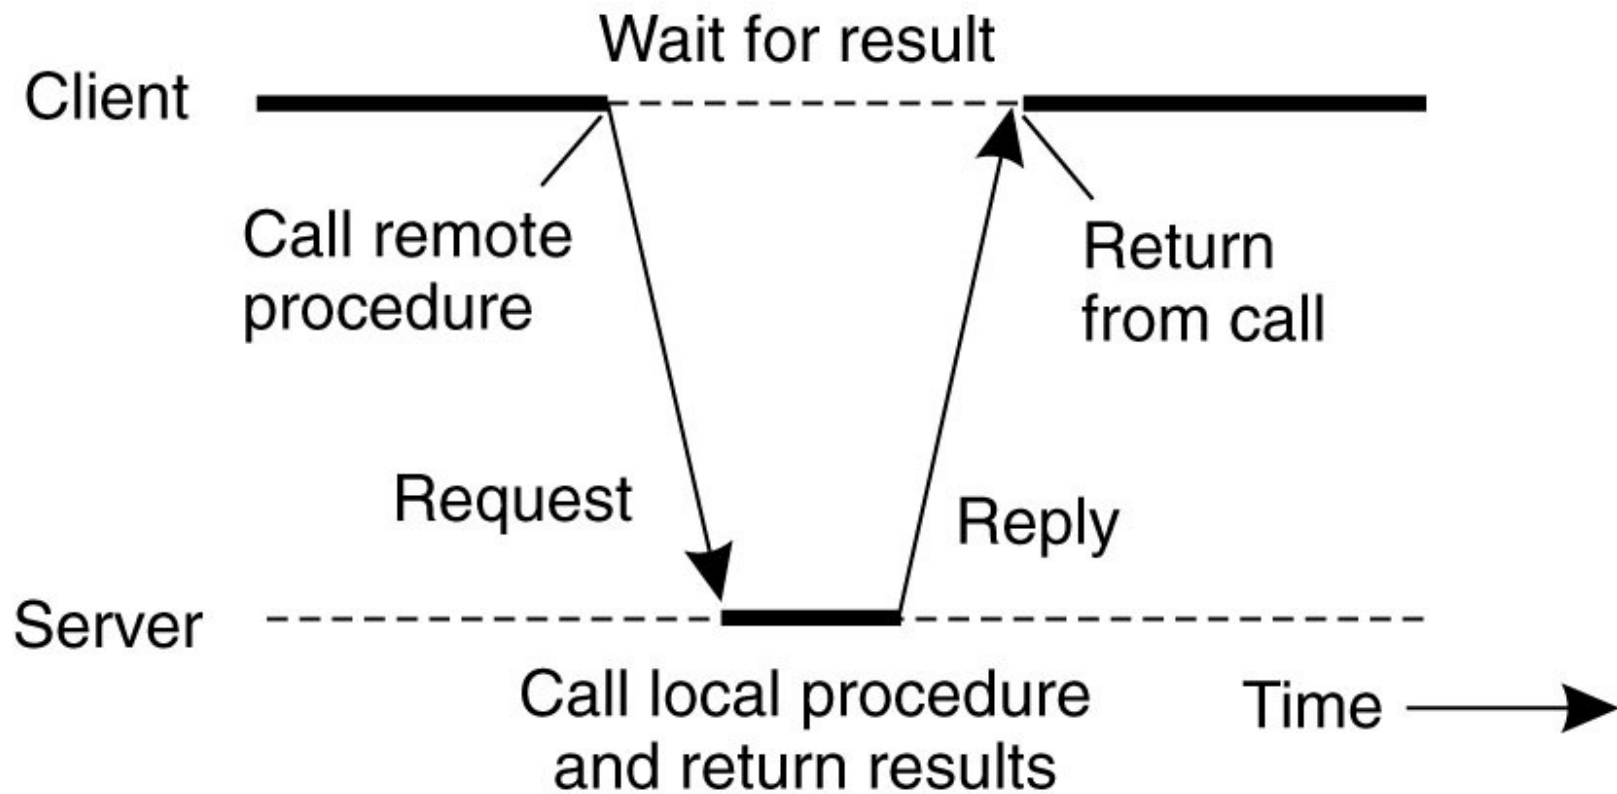 Wait for result
Client
Call remote
procedure
Return
from call
Request
Reply
Server
Call local procedure
and return results
Time